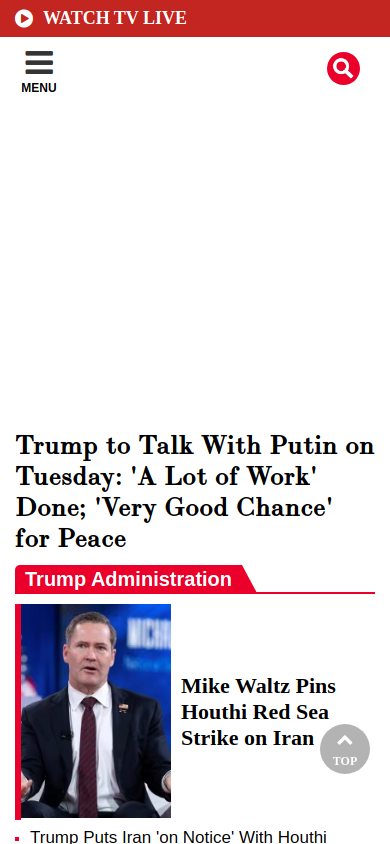 WATCH TV LIVE
MENU
Trump to Talk With Putin on
Tuesday: 'A Lot of Work'
Done; 'Very Good Chance'
for Peace
Trump Administration
Mike Waltz Pins
Houthi Red Sea
Strike on Iran
TOP
Trump Puts Iran 'on Notice' With Houthi